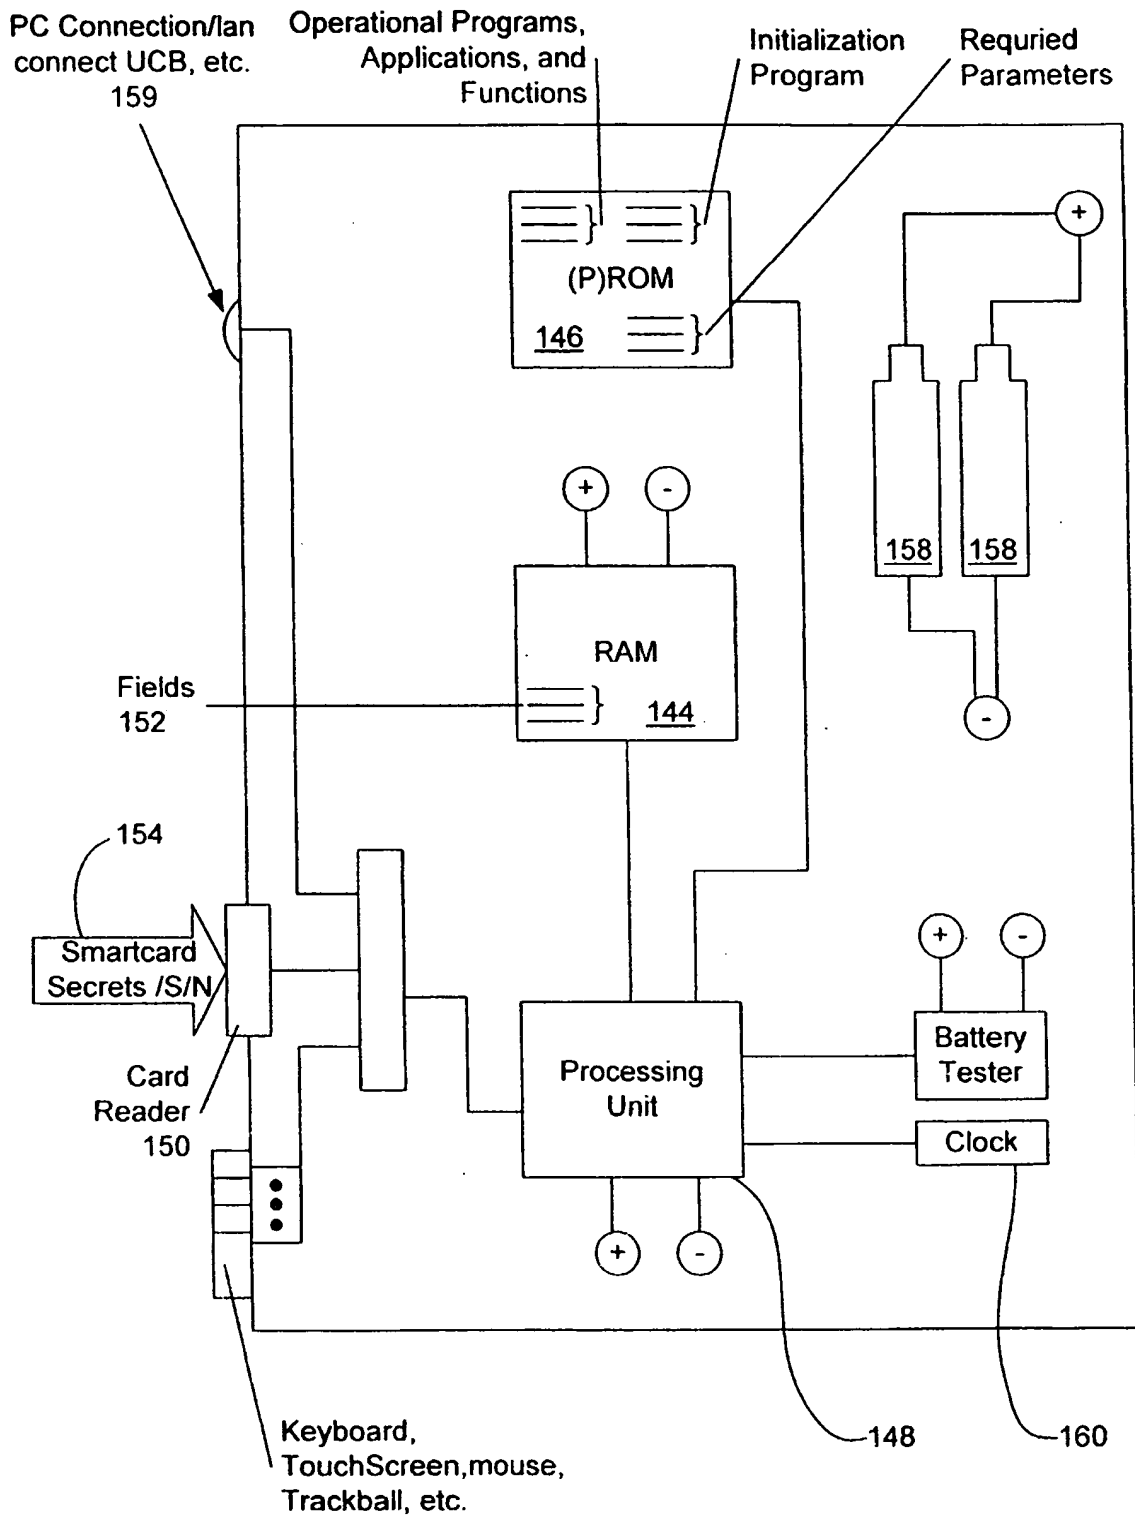 PC Connection/lan
connect UCB, etc.
159
Operational Programs,
Applications, and
Functions
Initialization
Program
Requried
Parameters
(P)ROM
146
+
+
-
158
158
RAM
144
Fields
152
-
154
Smartcard
Secrets /S/N
Card
Reader
150
+
-
Battery
Tester
Processing
Unit
Clock
+
-
148
160
Keyboard,
TouchScreen,mouse,
Trackball, etc.